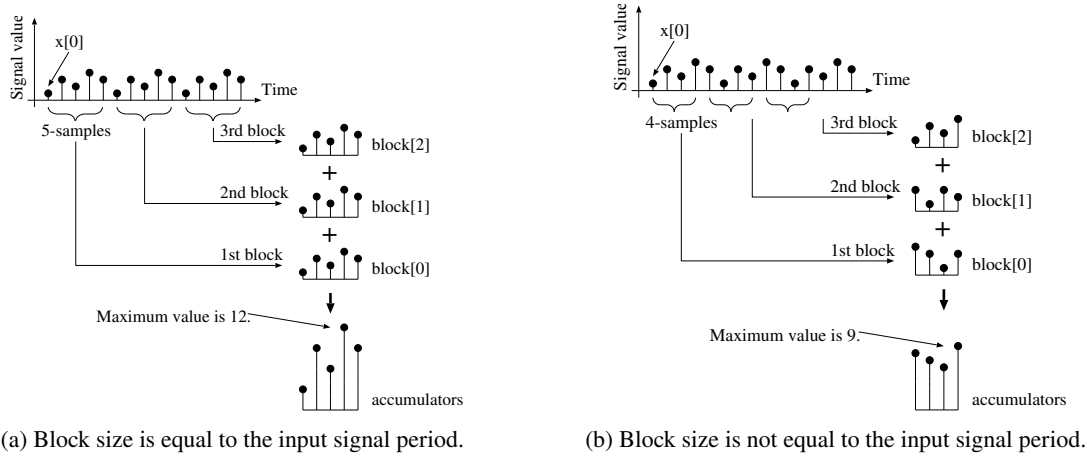 Signal value
x[0]
Time
5-samples
3rd block
block[2]
+
2nd block
block[1]
+
1st block
block[0]
Maximum value is 12.
accumulators
(a) Block size is equal to the input signal period.
Signal value
x[0]
Time
4-samples
3rd block
block[2]
+
2nd block
block[1]
+
1st block
block[0]
Maximum value is 9.
accumulators
(b) Block size is not equal to the input signal period.